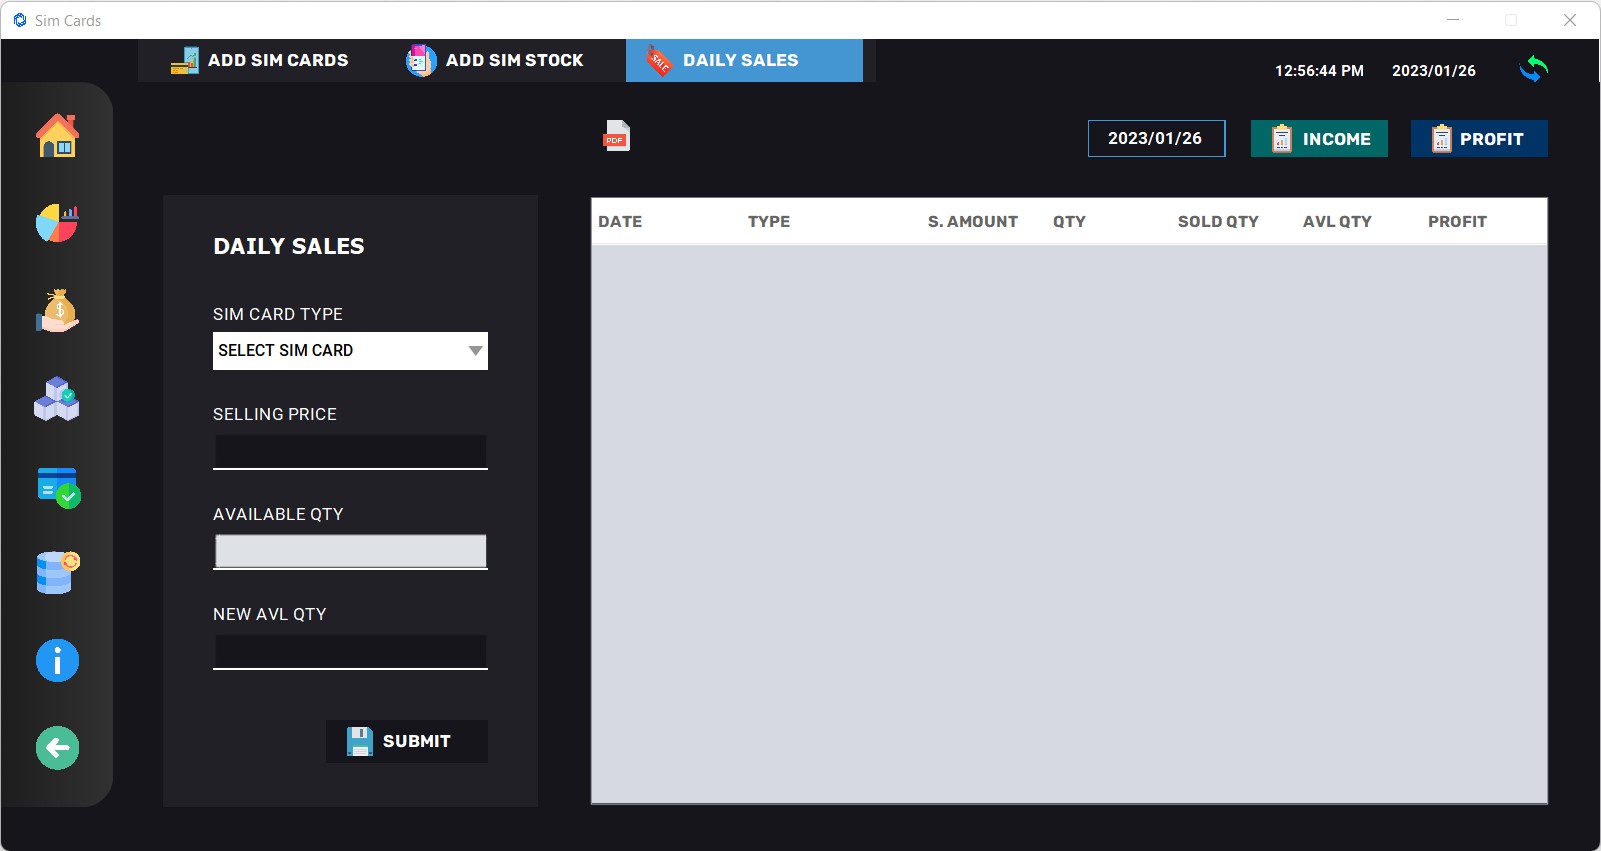 Sim Cards
ADD SIM CARDS ADD SIM STOCK SALE DAILY SALES
12:56:44 PM 2023/01/26
PDF 2023/01/26 INCOME PROFIT
DAILY SALES
SIM CARD TYPE
SELECT SIM CARD
SELLING PRICE
AVAILABLE QTY
NEW AVL QTY
SUBMIT
DATE TYPE S. AMOUNT QTY SOLD QTY AVL QTY PROFIT